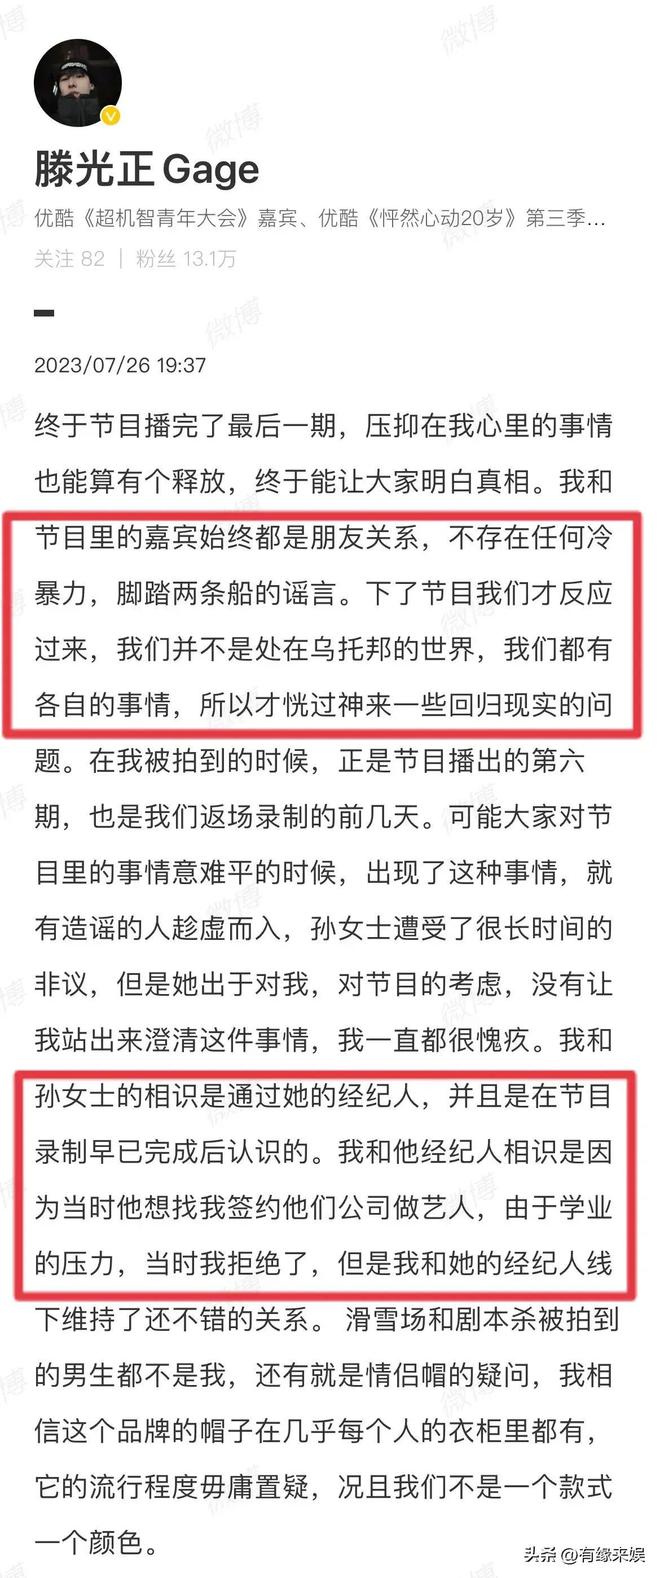 滕光正Gage
优酷《超机智青年大会》嘉宾、优酷《怦然心动20岁》第三季…
关注 82 ｜ 粉丝 13.1万
2023/07/26 19:37
终于节目播完了最后一期，压抑在我心里的事情
也能算有个释放，终于能让大家明白真相。我和
节目里的嘉宾始终都是朋友关系，不存在任何冷
暴力，脚踏两条船的谣言。下了节目我们才反应
过来，我们并不是处在乌托邦的世界，我们都有
各自的事情，所以才恍过神来一些回归现实的问
题。在我被拍到的时候，正是节目播出的第六
期，也是我们返场录制的前几天。可能大家对节
目里的事情意难平的时候，出现了这种事情，就
有造谣的人趁虚而入，孙女士遭受了很长时间的
非议，但是她出于对我，对节目的考虑，没有让
我站出来澄清这件事情，我一直都很愧疚。我和
孙女士的相识是通过她的经纪人，并且是在节目
录制早已完成后认识的。我和他经纪人相识是因
为当时他想找我签约他们公司做艺人，由于学业
的压力，当时我拒绝了，但是我和她的经纪人线
下维持了还不错的关系。 滑雪场和剧本杀被拍到
的男生都不是我，还有就是情侣帽的疑问，我相
信这个品牌的帽子在几乎每个人的衣柜里都有，
它的流行程度毋庸置疑，况且我们不是一个款式
一个颜色。
头条 @有缘来娱
微博